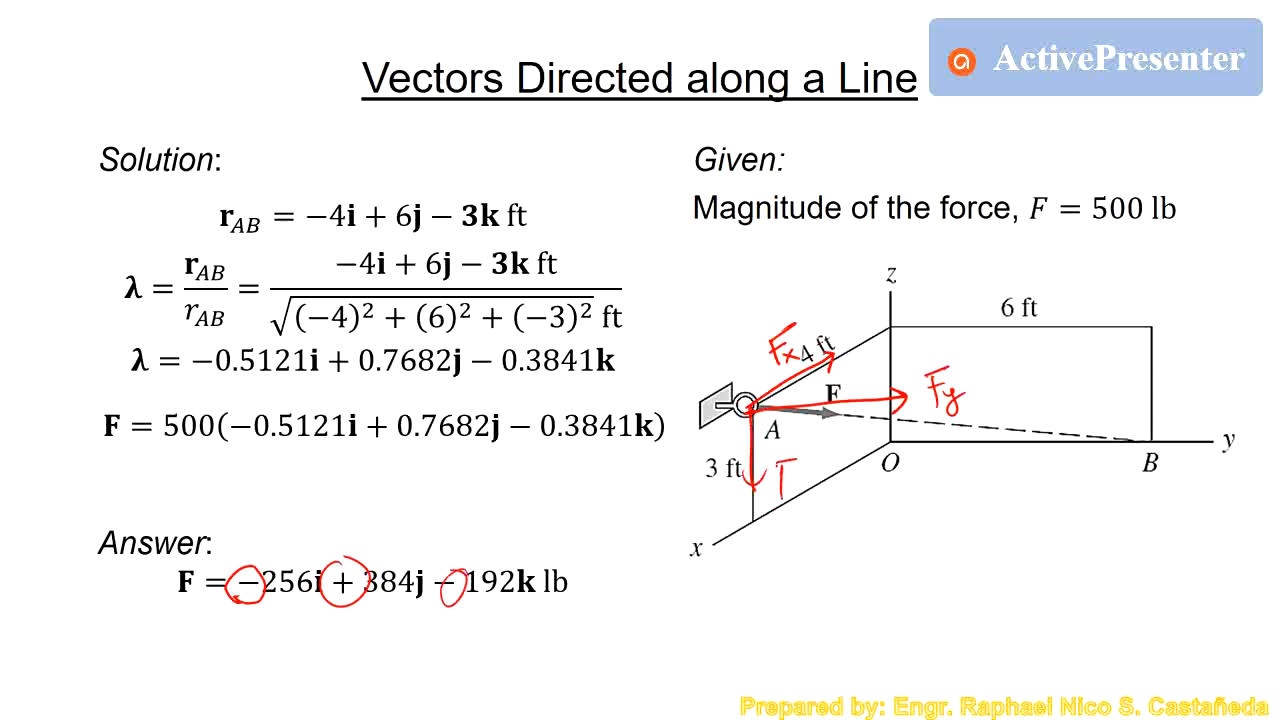 Vectors Directed along a Line
ActivePresenter
Solution:
r_AB = −4i + 6j − 3k ft
λ = r_AB / r_AB = (−4i + 6j − 3k ft) / (√((−4)² + (6)² + (−3)²) ft)
λ = −0.5121i + 0.7682j − 0.3841k
F = 500(−0.5121i + 0.7682j − 0.3841k)
Answer:
F = −256i + 384j − 192k lb
Given:
Magnitude of the force, F = 500 lb
z
6 ft
Fx
4 ft
F
Fy
A
3 ft
O
B
y
x
Prepared by: Engr. Raphael Nico S. Castañeda